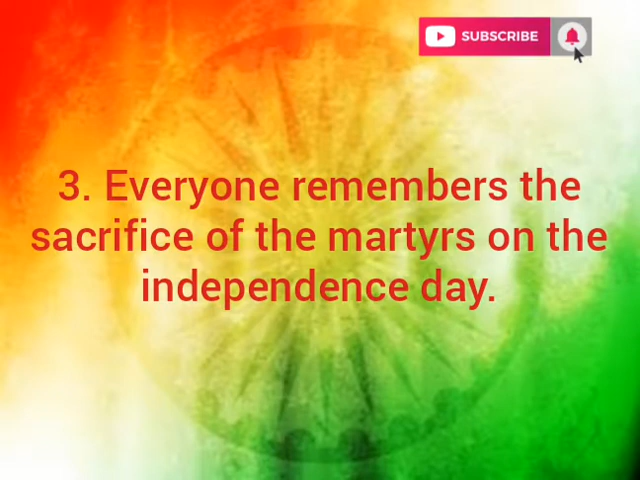 SUBSCRIBE
3. Everyone remembers the
sacrifice of the martyrs on the
independence day.